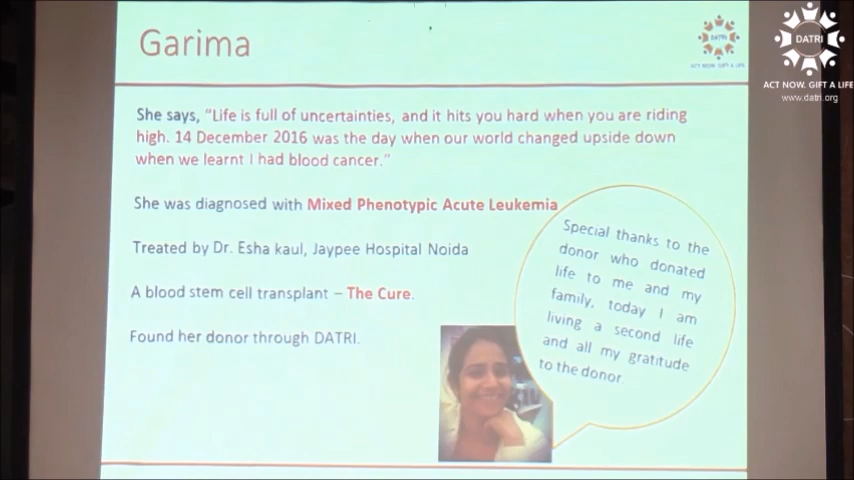 Garima
DATRI
ACT NOW. GIFT A LIFE
She says, “Life is full of uncertainties, and it hits you hard when you are riding
high. 14 December 2016 was the day when our world changed upside down
when we learnt I had blood cancer.”
She was diagnosed with Mixed Phenotypic Acute Leukemia
Treated by Dr. Esha kaul, Jaypee Hospital Noida
A blood stem cell transplant – The Cure.
Found her donor through DATRI.
Special thanks to the
donor who donated
life to me and my
family, today I am
living a second life
and all my gratitude
to the donor.
DATRI
ACT NOW. GIFT A LIFE
www.datri.org